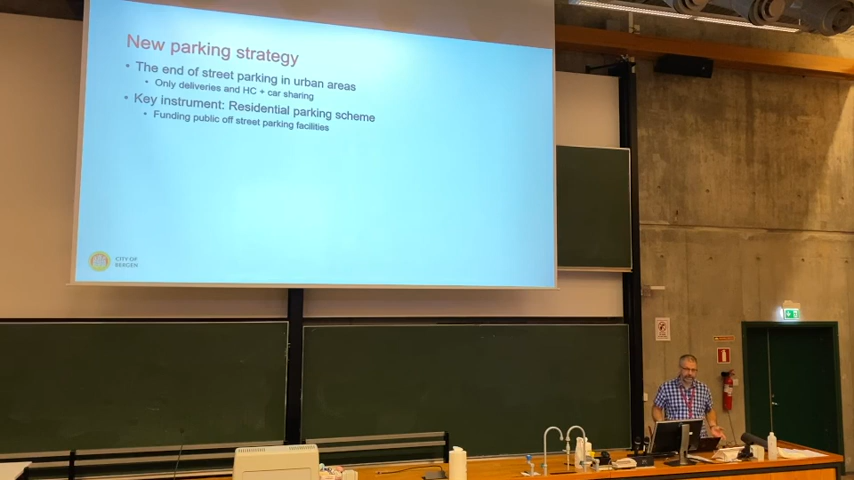 New parking strategy
• The end of street parking in urban areas
• Only deliveries and HC + car sharing
• Key instrument: Residential parking scheme
• Funding public off street parking facilities
CITY OF
BERGEN